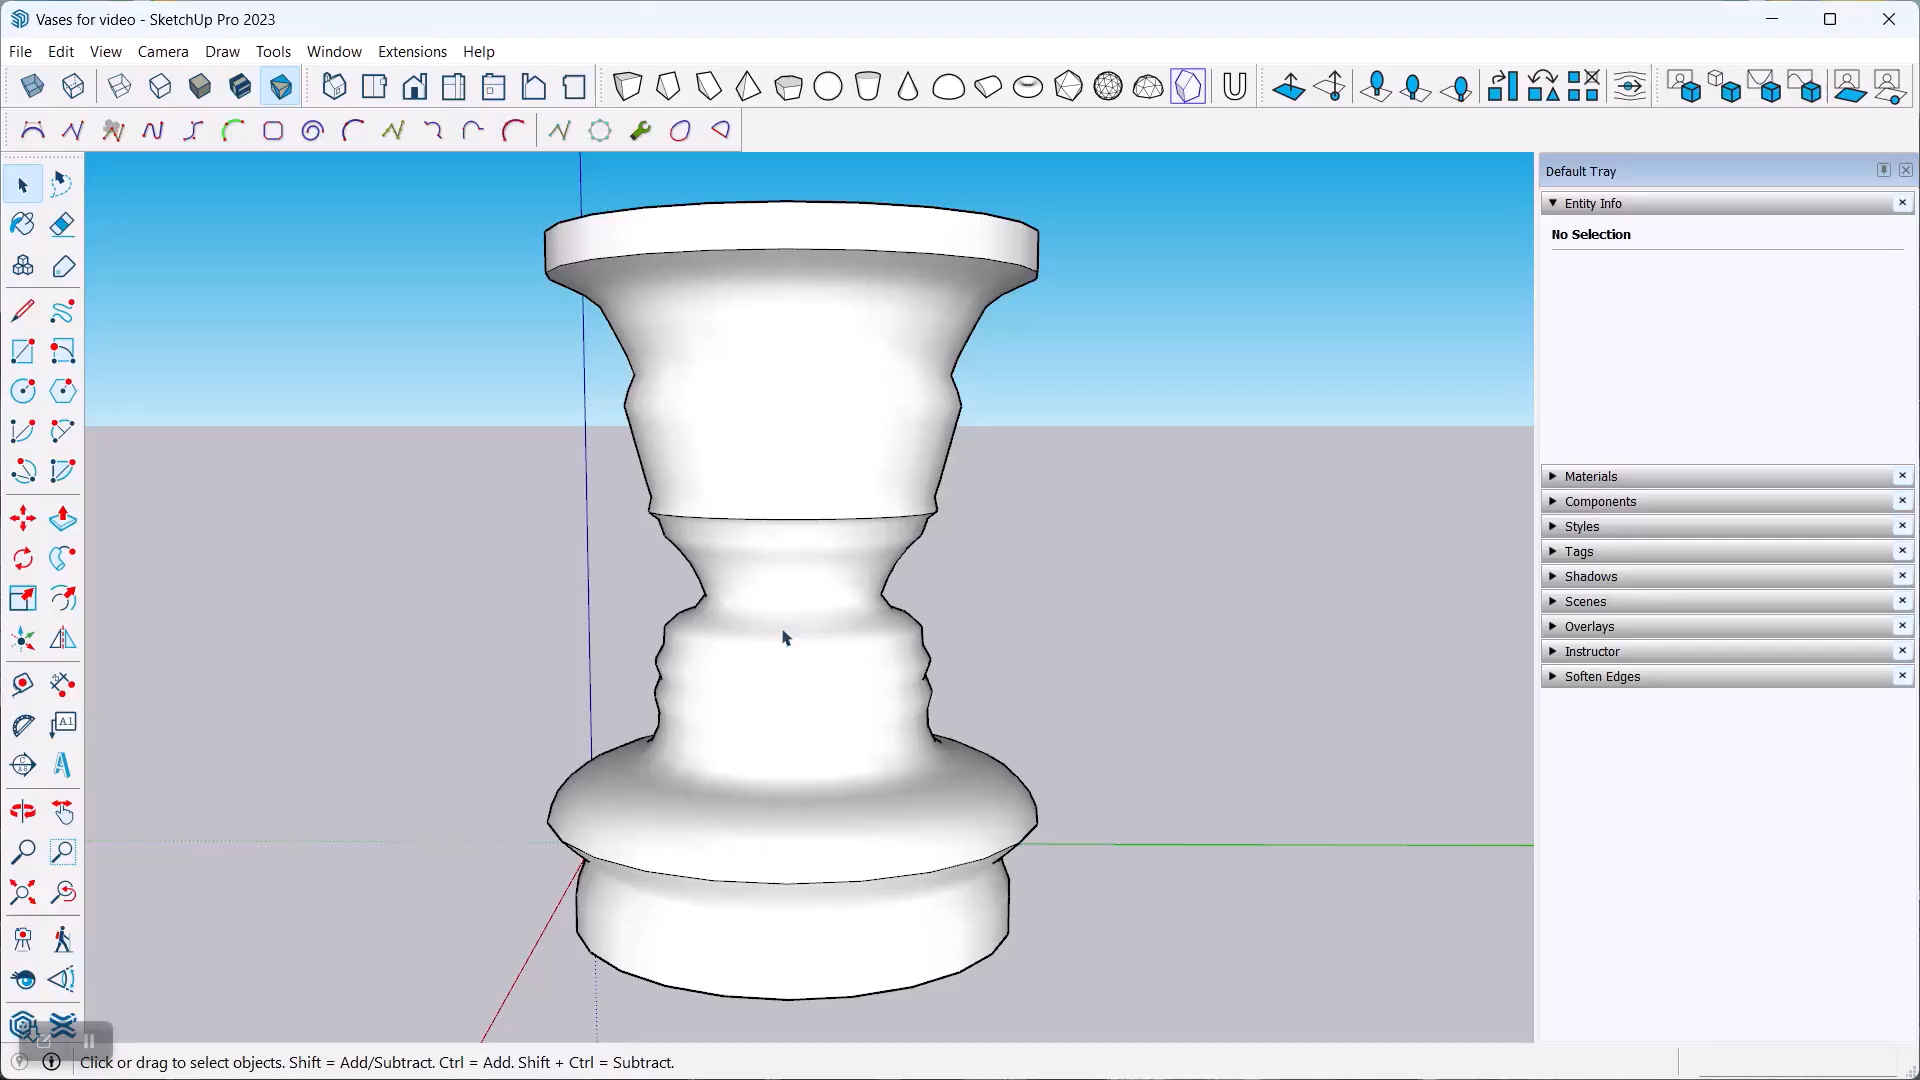 Vases for video - SketchUp Pro 2023
File Edit View Camera Draw Tools Window Extensions Help
Default Tray
Entity Info
No Selection
Materials
Components
Styles
Tags
Shadows
Scenes
Overlays
Instructor
Soften Edges
A1
Click or drag to select objects. Shift = Add/Subtract. Ctrl = Add. Shift + Ctrl = Subtract.